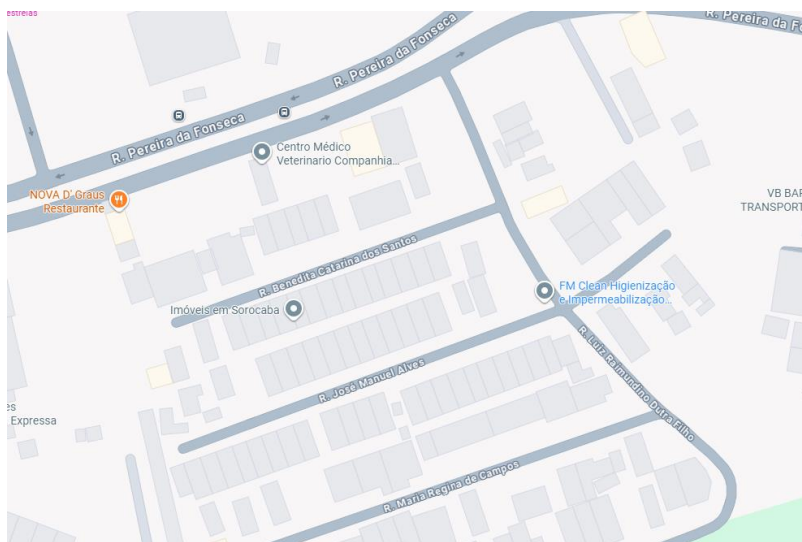 estrelas
R. Pereira da Fonseca
R. Pereira da Fo
R. Pereira da Fonseca
Centro Médico
Veterinario Companhia...
NOVA D' Graus
Restaurante
VB BAR
TRANSPORT
R. Benedita Catarina dos Santos
FM Clean Higienização
e Impermeabilização...
Imóveis em Sorocaba
R. Luiz Raimundino Dutra Filho
R. José Manuel Alves
es
Expressa
R. Maria Regina de Campos